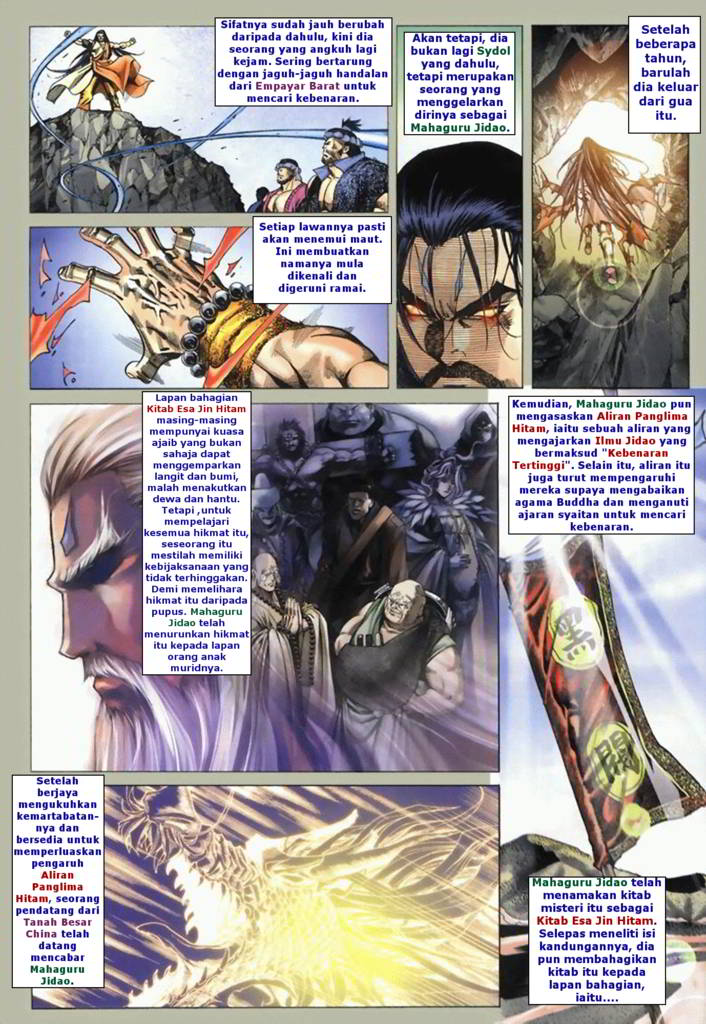 Setelah
beberapa
tahun,
barulah
dia keluar
dari gua
itu.
Akan tetapi, dia
bukan lagi Sydol
yang dahulu,
tetapi merupakan
seorang yang
menggelarkan
dirinya sebagai
Mahaguru Jidao.
Sifatnya sudah jauh berubah
daripada dahulu, kini dia
seorang yang angkuh lagi
kejam. Sering bertarung
dengan jaguh-jaguh handalan
dari Empayar Barat untuk
mencari kebenaran.
Setiap lawannya pasti
akan menemui maut.
Ini membuatkan
namanya mula
dikenali dan
digeruni ramai.
Kemudian, Mahaguru Jidao pun
mengasaskan Aliran Panglima
Hitam, iaitu sebuah aliran yang
mengajarkan Ilmu Jidao yang
bermaksud "Kebenaran
Tertinggi". Selain itu, aliran itu
juga turut mempengaruhi
mereka supaya mengabaikan
agama Buddha dan menganuti
ajaran syaitan untuk mencari
kebenaran.
黑
Mahaguru Jidao telah
menamakan kitab
misteri itu sebagai
Kitab Esa Jin Hitam.
Selepas meneliti isi
kandungannya, dia
pun membahagikan
kitab itu kepada
lapan bahagian,
iaitu....
Lapan bahagian
Kitab Esa Jin Hitam
masing-masing
mempunyai kuasa
ajaib yang bukan
sahaja dapat
menggemparkan
langit dan bumi,
malah menakutkan
dewa dan hantu.
Tetapi ,untuk
mempelajari
kesemua hikmat itu,
seseorang itu
mestilah memiliki
kebijaksanaan yang
tidak terhinggakan.
Demi memelihara
hikmat itu daripada
pupus. Mahaguru
Jidao telah
menurunkan hikmat
itu kepada lapan
orang anak
muridnya.
Setelah
berjaya
mengukuhkan
kemartabatan-
nya dan
bersedia untuk
memperluaskan
pengaruh
Aliran
Panglima
Hitam, seorang
pendatang dari
Tanah Besar
China telah
datang
mencabar
Mahaguru
Jidao.